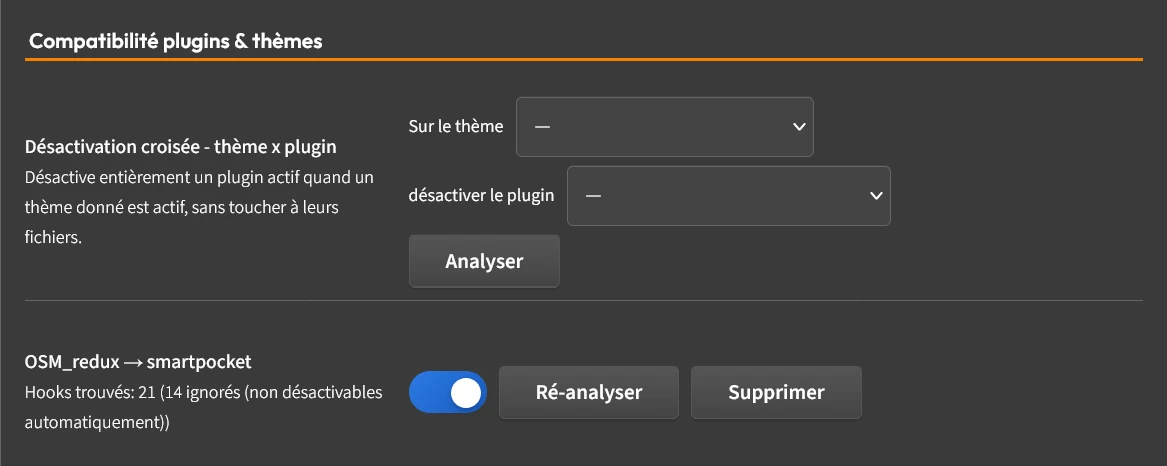 Compatibilité plugins & thèmes
Sur le thème
—
Désactivation croisée - thème x plugin
Désactive entièrement un plugin actif quand un
thème donné est actif, sans toucher à leurs
fichiers.
désactiver le plugin
—
Analyser
OSM_redux → smartpocket
Hooks trouvés: 21 (14 ignorés (non désactivables
automatiquement))
Ré-analyser
Supprimer